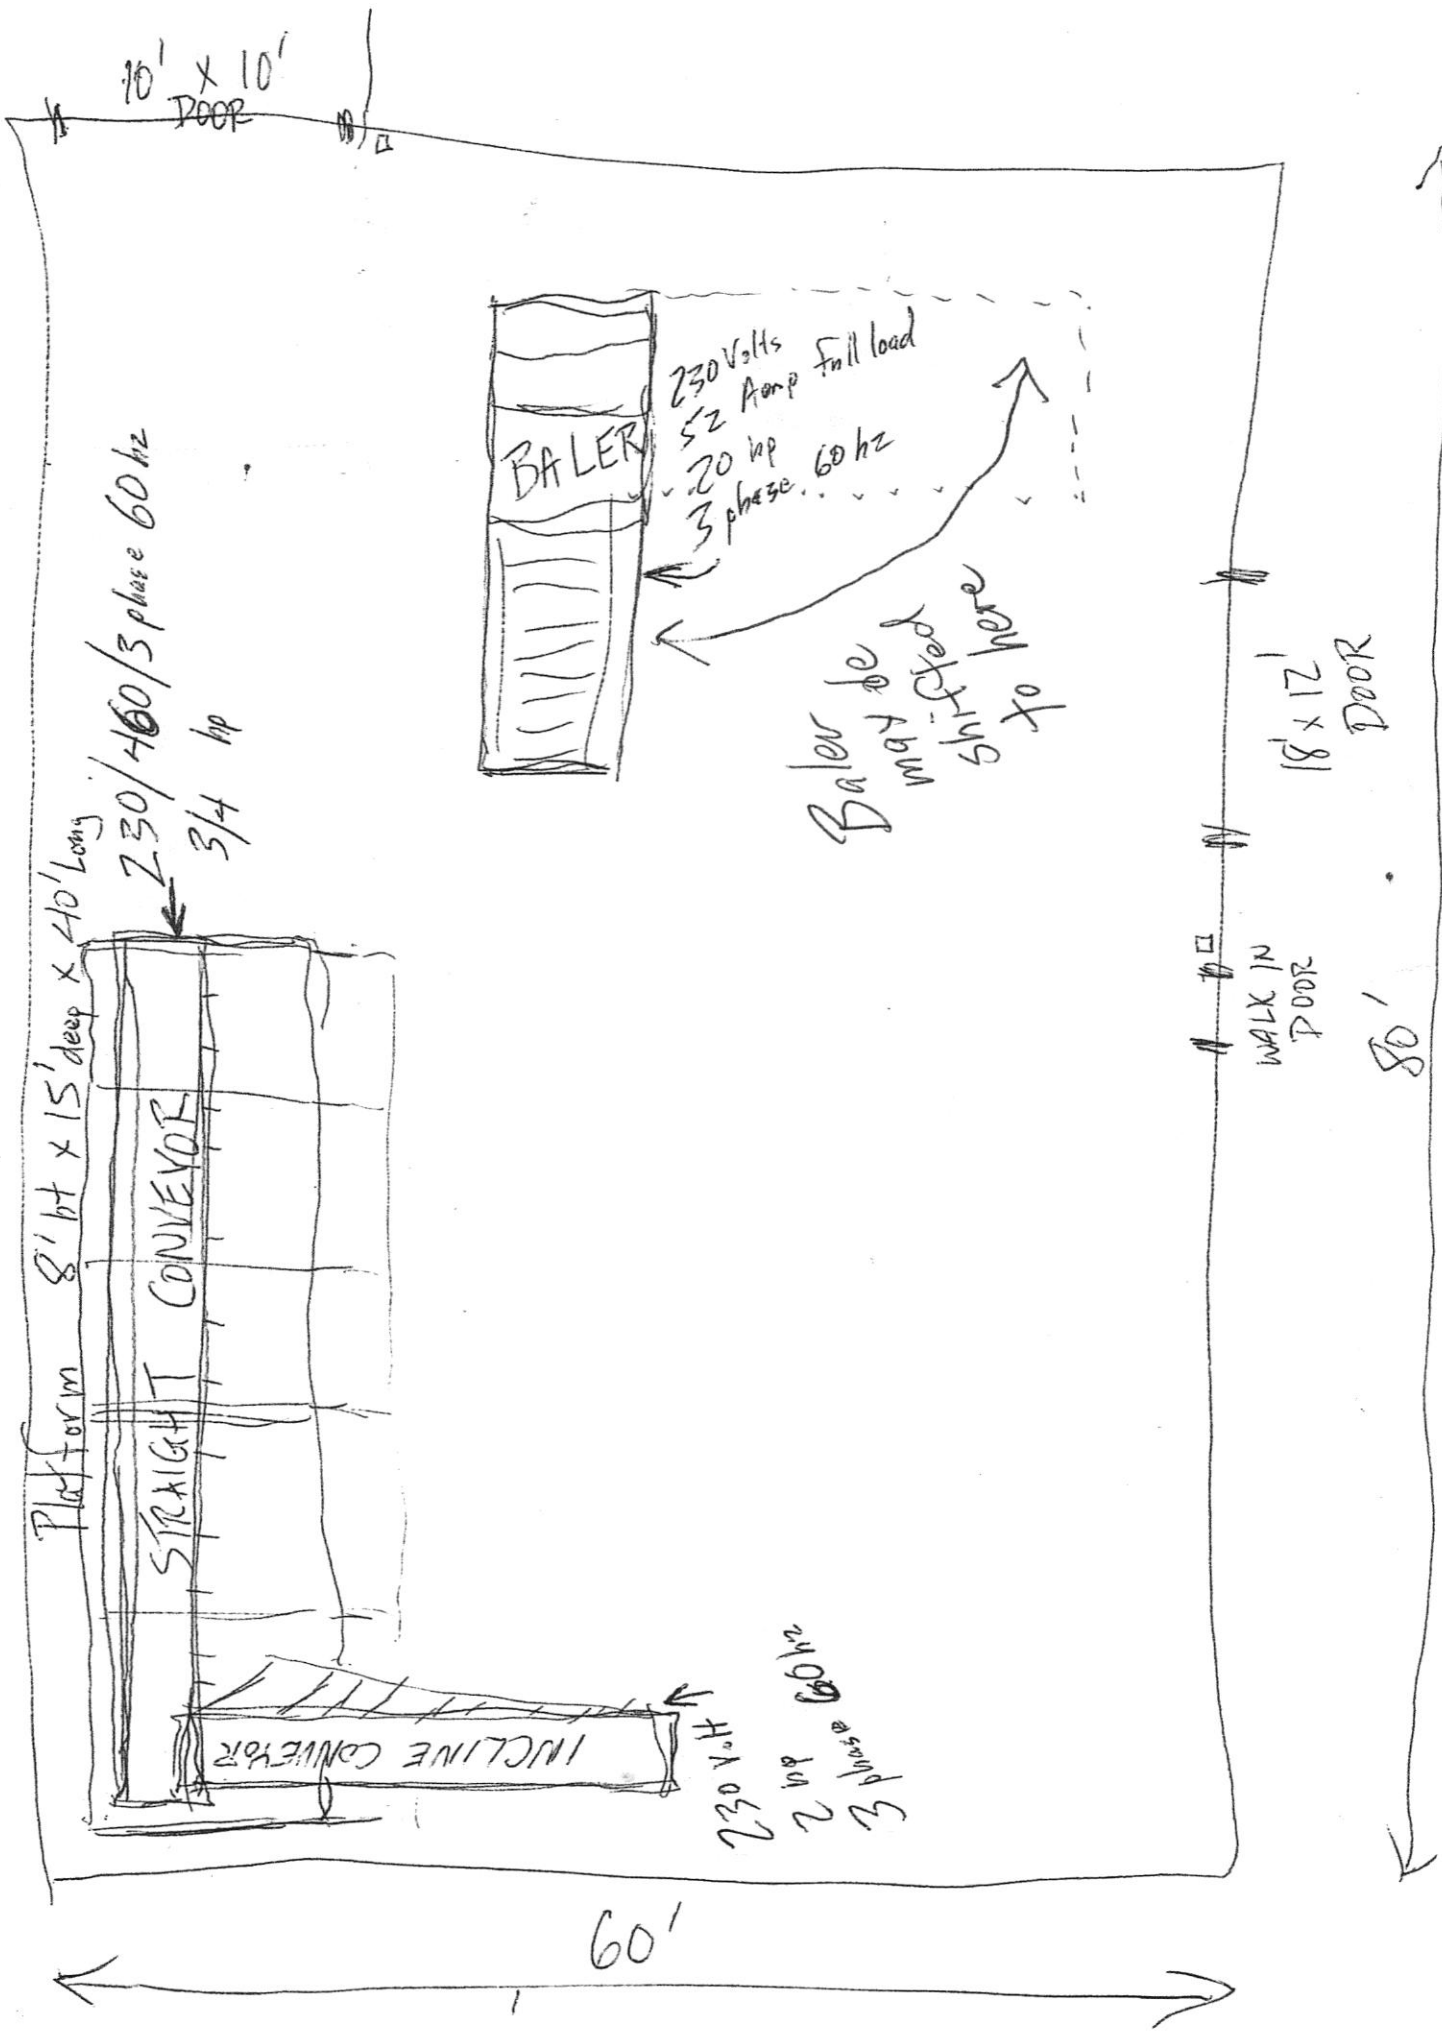 10' x 10'
DOOR
230 Volts
52 Amp full load
20 hp
3 phase 60 hz
BALER
230/460/3 phase 60 hz
3/4 hp
Baler
may be
shifted
to here
18' x 12'
DOOR
WALK IN
DOOR
80'
Platform 8' ht x 15' deep x 40' Long
STRAIGHT CONVEYOR
INCLINE CONVEYOR
230 Volt
2 hp
3 phase 60hz
60'